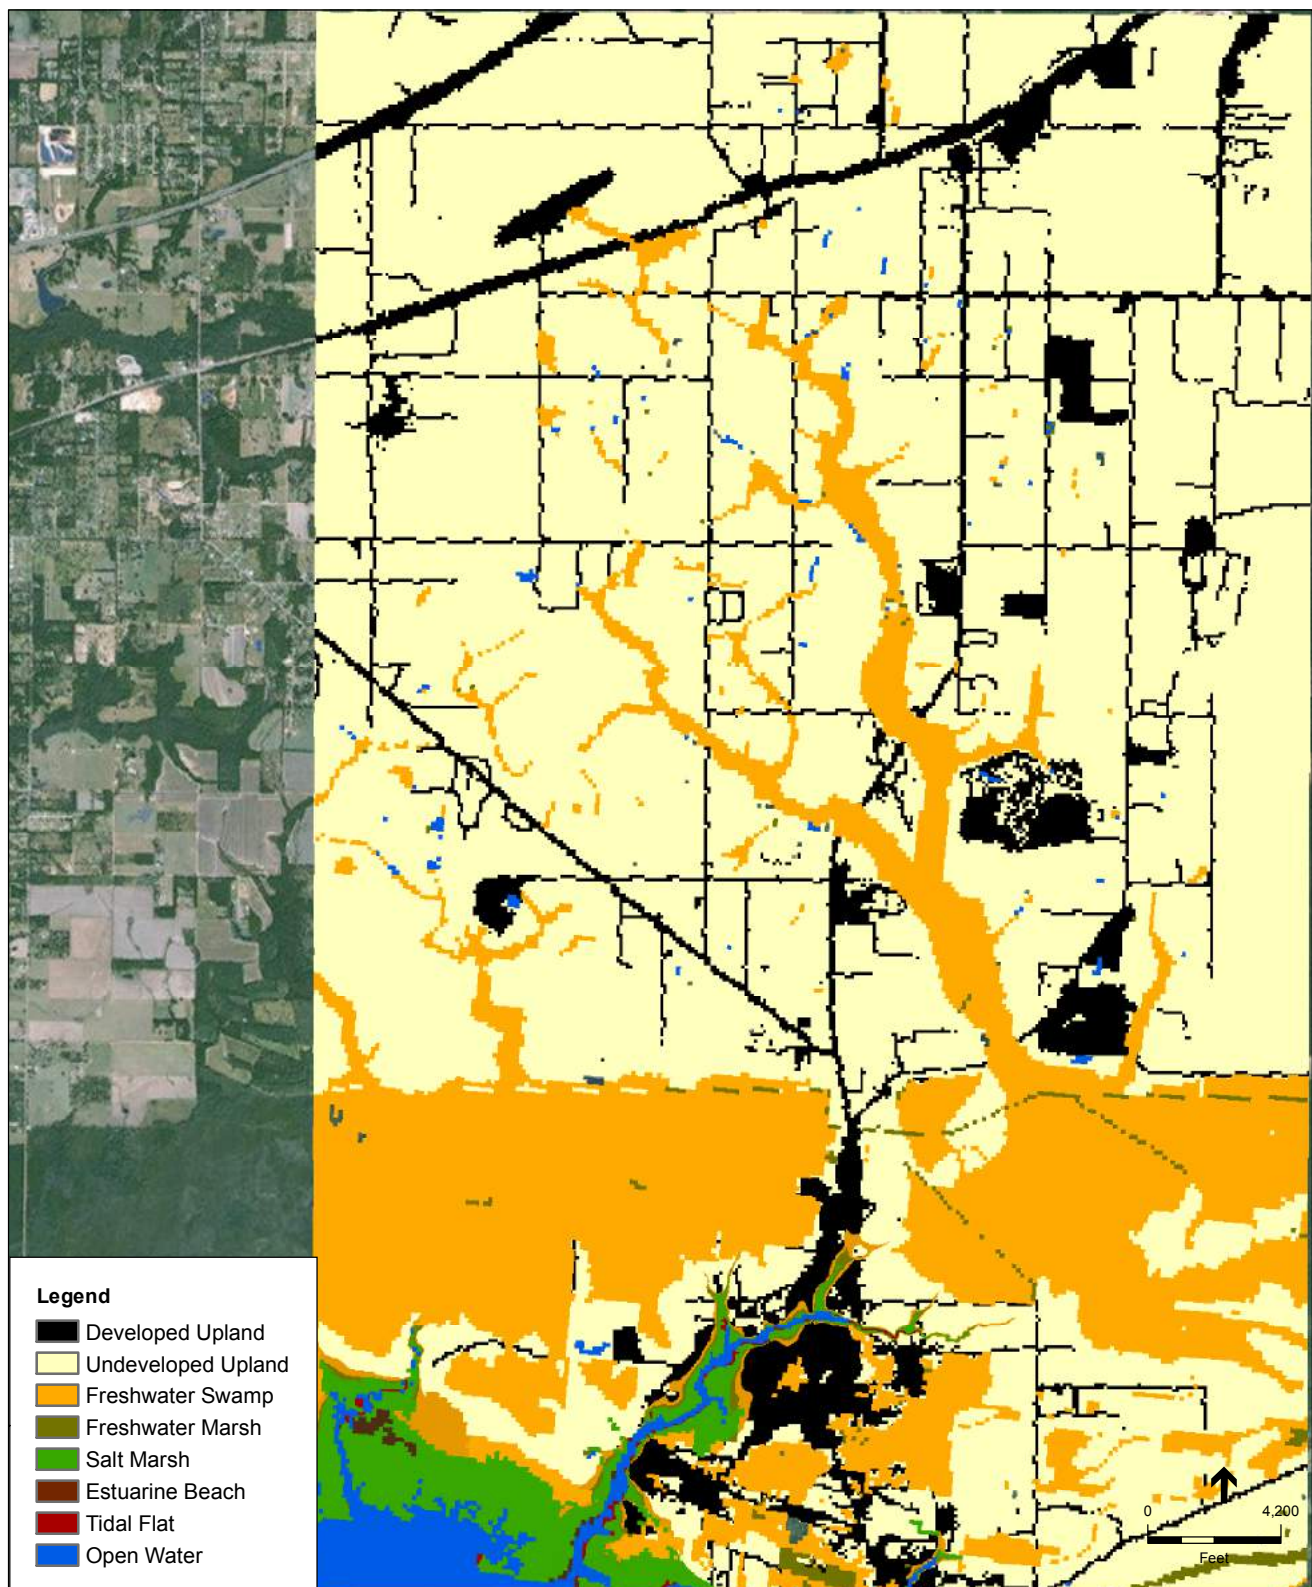 Legend
Developed Upland
Undeveloped Upland
Freshwater Swamp
Freshwater Marsh
Salt Marsh
Estuarine Beach
Tidal Flat
Open Water
0 4,200
Feet